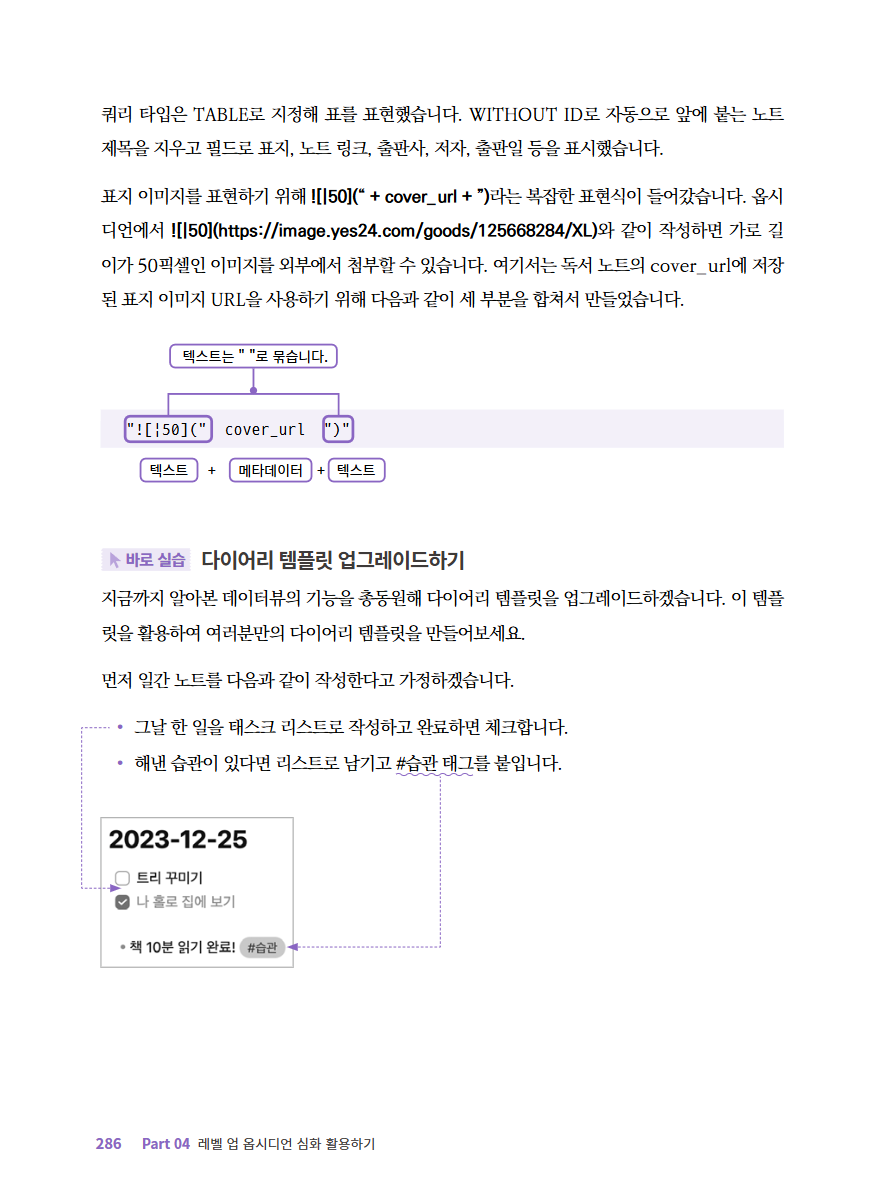 쿼리 타입은 TABLE로 지정해 표를 표현했습니다. WITHOUT ID로 자동으로 앞에 붙는 노트
제목을 지우고 필드로 표지, 노트 링크, 출판사, 저자, 출판일 등을 표시했습니다.
표지 이미지를 표현하기 위해 ![|50](“ + cover_url + ”)라는 복잡한 표현식이 들어갔습니다. 옵시
디언에서 ![|50](https://image.yes24.com/goods/125668284/XL)와 같이 작성하면 가로 길
이가 50픽셀인 이미지를 외부에서 첨부할 수 있습니다. 여기서는 독서 노트의 cover_url에 저장
된 표지 이미지 URL을 사용하기 위해 다음과 같이 세 부분을 합쳐서 만들었습니다.
텍스트는 " "로 묶습니다.
"![¦50](" cover_url ")"
텍스트 + 메타데이터 + 텍스트
바로 실습 다이어리 템플릿 업그레이드하기
지금까지 알아본 데이터뷰의 기능을 총동원해 다이어리 템플릿을 업그레이드하겠습니다. 이 템플
릿을 활용하여 여러분만의 다이어리 템플릿을 만들어보세요.
먼저 일간 노트를 다음과 같이 작성한다고 가정하겠습니다.
• 그날 한 일을 태스크 리스트로 작성하고 완료하면 체크합니다.
• 해낸 습관이 있다면 리스트로 남기고 #습관 태그를 붙입니다.
2023-12-25
트리 꾸미기
나 홀로 집에 보기
• 책 10분 읽기 완료! #습관
286 Part 04 레벨 업 옵시디언 심화 활용하기